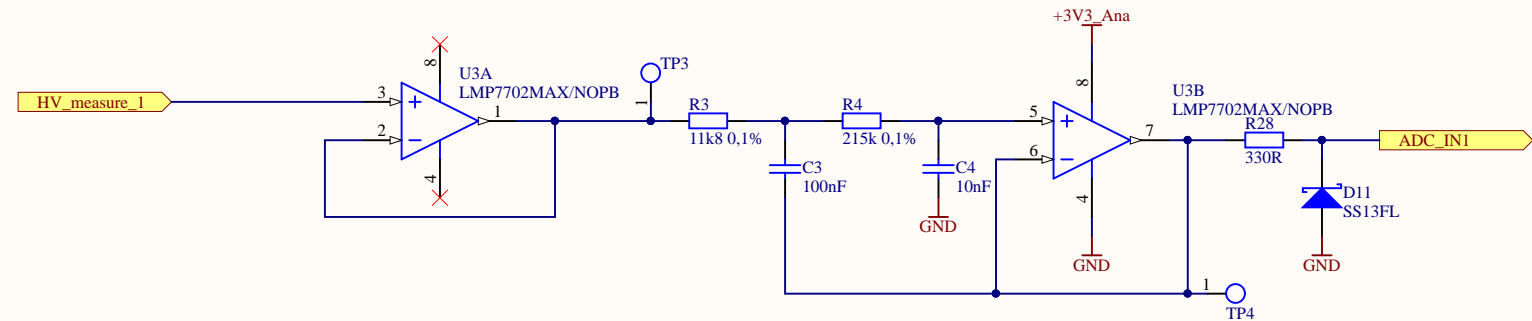 +3V3_Ana
HV_measure_1
8
3
2
1
4
U3A
LMP7702MAX/NOPB
TP3
1
R3
11k8 0,1%
C3
100nF
R4
215k 0,1%
C4
10nF
GND
8
5
6
7
4
U3B
LMP7702MAX/NOPB
GND
R28
330R
ADC_IN1
D11
SS13FL
GND
1
TP4